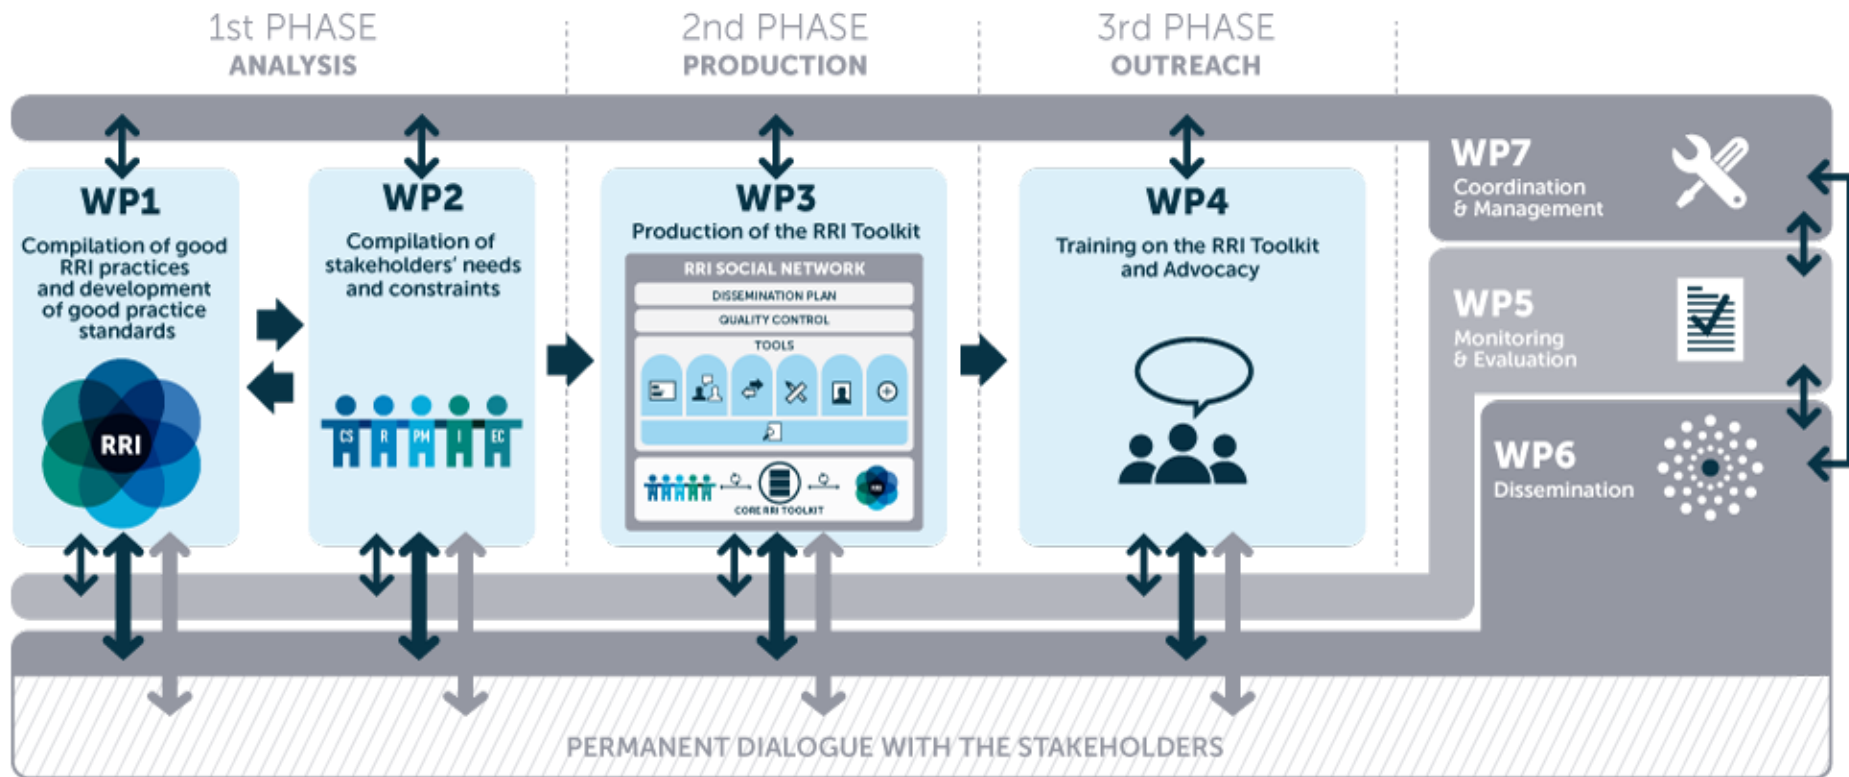 1st PHASE
ANALYSIS
2nd PHASE
PRODUCTION
3rd PHASE
OUTREACH
WP1
Compilation of good
RRI practices
and development
of good practice
standards
RRI
WP2
Compilation of
stakeholders' needs
and constraints
CS R PM I EC
WP3
Production of the RRI Toolkit
RRI SOCIAL NETWORK
DISSEMINATION PLAN
QUALITY CONTROL
TOOLS
CORE RRI TOOLKIT
WP4
Training on the RRI Toolkit
and Advocacy
WP7
Coordination
& Management
WP5
Monitoring
& Evaluation
WP6
Dissemination
PERMANENT DIALOGUE WITH THE STAKEHOLDERS